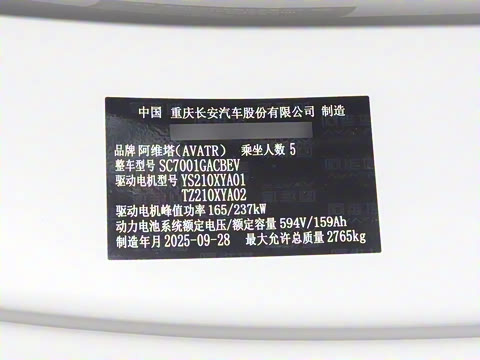 中国 重庆长安汽车股份有限公司 制造
品牌 阿维塔(AVATR) 乘坐人数 5
整车型号 SC7001GACBEV
驱动电机型号 YS210XYA01
TZ210XYA02
驱动电机峰值功率 165/237kW
动力电池系统额定电压/额定容量 594V/159Ah
制造年月 2025-09-28 最大允许总质量 2765kg